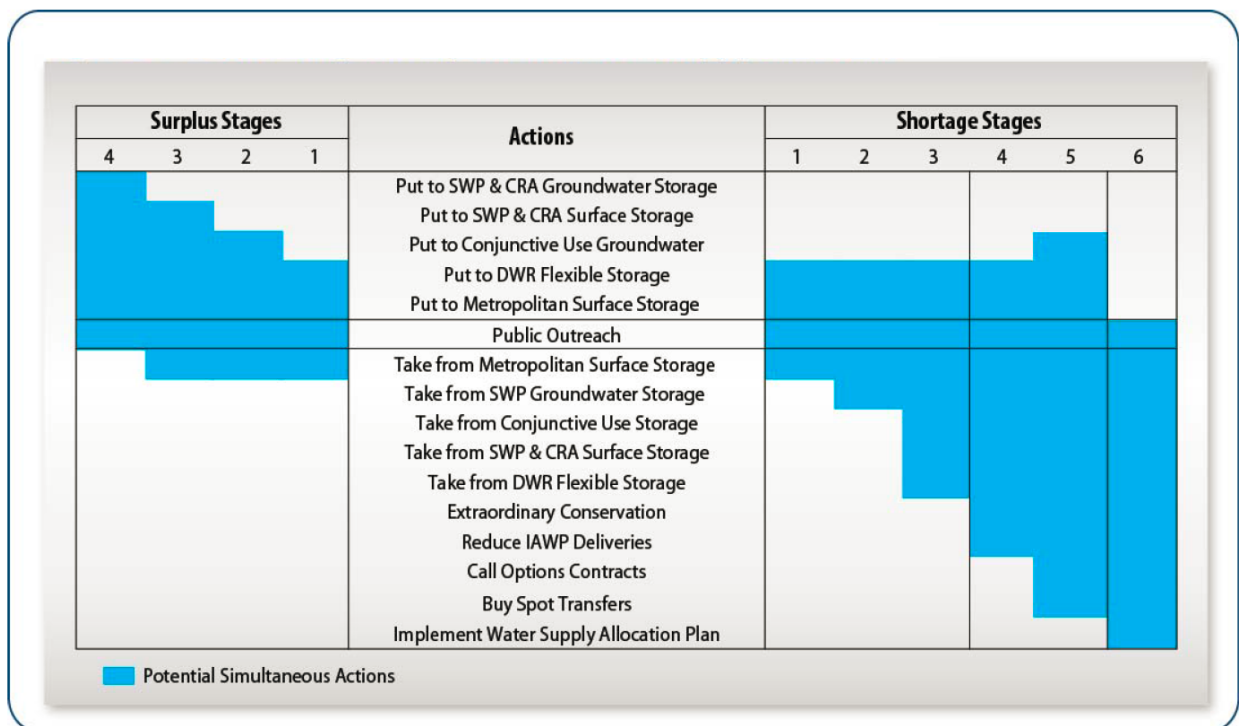 Surplus Stages Actions Shortage Stages
4 3 2 1 1 2 3 4 5 6
Put to SWP & CRA Groundwater Storage
Put to SWP & CRA Surface Storage
Put to Conjunctive Use Groundwater
Put to DWR Flexible Storage
Put to Metropolitan Surface Storage
Public Outreach
Take from Metropolitan Surface Storage
Take from SWP Groundwater Storage
Take from Conjunctive Use Storage
Take from SWP & CRA Surface Storage
Take from DWR Flexible Storage
Extraordinary Conservation
Reduce IAWP Deliveries
Call Options Contracts
Buy Spot Transfers
Implement Water Supply Allocation Plan
Potential Simultaneous Actions